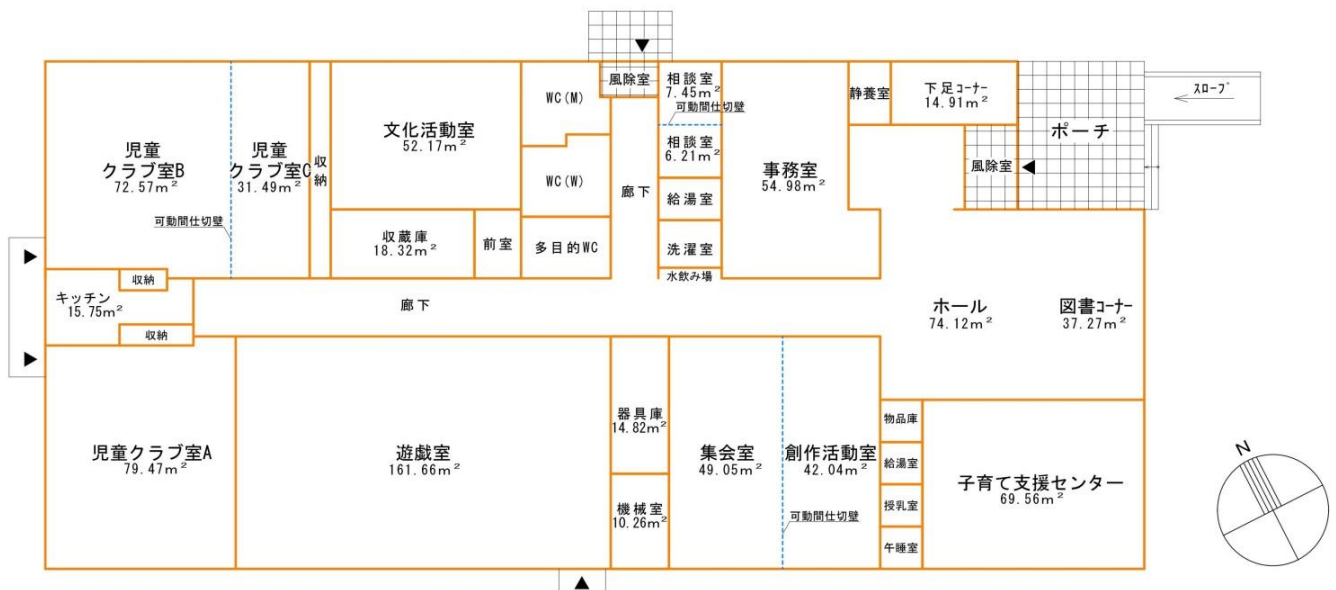 児童
クラブ室B
72.57m²
児童
クラブ室C
31.49m²
可動間仕切壁
収納
文化活動室
52.17m²
収蔵庫
18.32m²
前室
WC(M)
WC(W)
多目的WC
風除室
廊下
相談室
7.45m²
可動間仕切壁
相談室
6.21m²
給湯室
洗濯室
水飲み場
事務室
54.98m²
静養室
下足コーナー
14.91m²
風除室
ポーチ
スロープ
キッチン
15.75m²
収納
収納
廊下
ホール
74.12m²
図書コーナー
37.27m²
児童クラブ室A
79.47m²
遊戯室
161.66m²
器具庫
14.82m²
機械室
10.26m²
集会室
49.05m²
創作活動室
42.04m²
可動間仕切壁
物品庫
給湯室
授乳室
午睡室
子育て支援センター
69.56m²
N